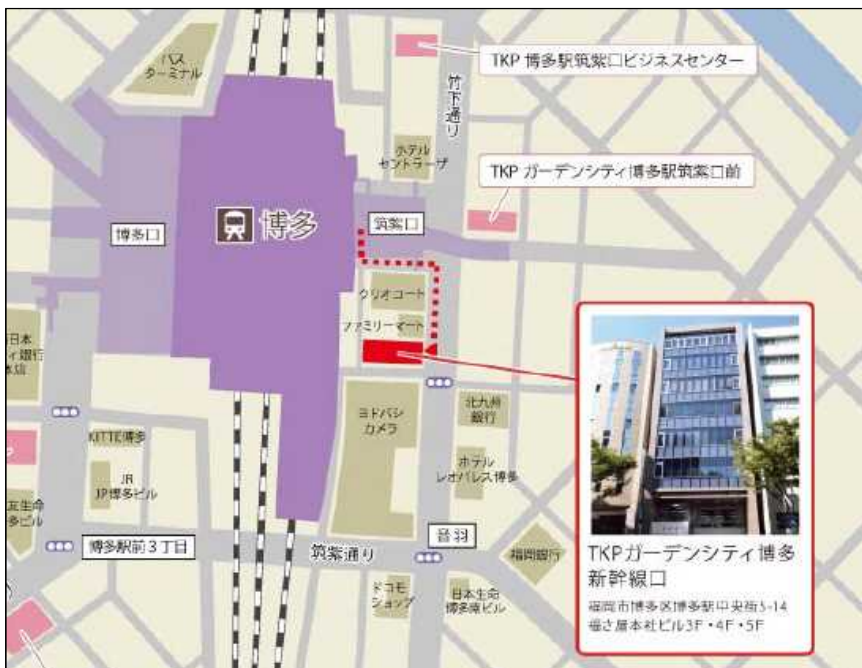 バス
ターミナル
TKP 博多駅筑紫口ビジネスセンター
竹下通り
ホテル
セントラーザ
TKP ガーデンシティ博多駅筑紫口前
博多口
博多
筑紫口
クリオコート
ファミリーマート
日本
ィ銀行
本店
ヨドバシ
カメラ
北九州
銀行
KITTE博多
JR
JP博多ビル
ホテル
レオパレス博多
友生命
多ビル
博多駅前3丁目
筑紫通り
音羽
福岡銀行
ドコモ
ショップ
日本生命
博多南ビル
TKPガーデンシティ博多
新幹線口
福岡市博多区博多駅中央街5-14
福さ屋本社ビル3F・4F・5F